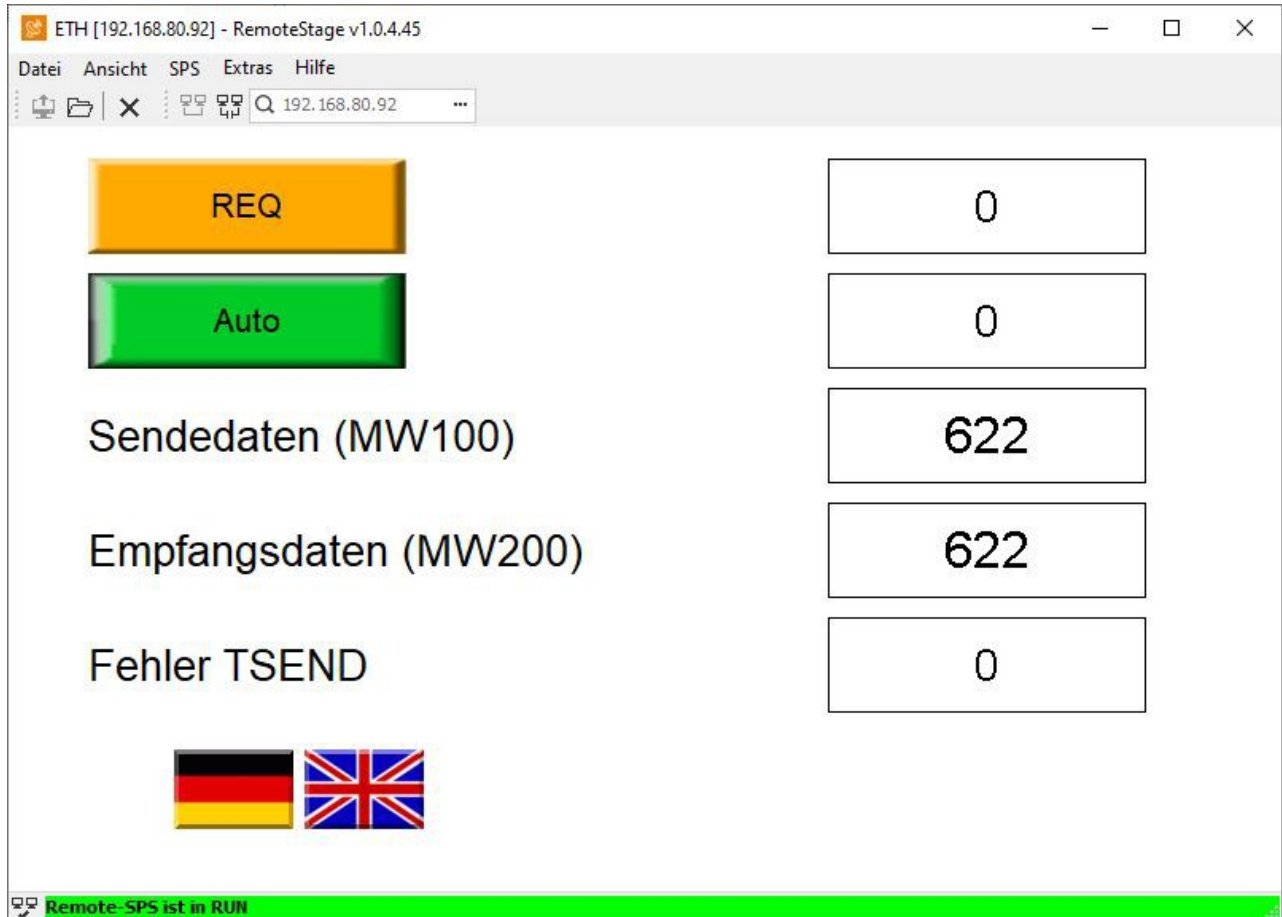 ETH [192.168.80.92] - RemoteStage v1.0.4.45
Datei Ansicht SPS Extras Hilfe
192.168.80.92 ...
REQ 0
Auto 0
Sendedaten (MW100) 622
Empfangsdaten (MW200) 622
Fehler TSEND 0
Remote-SPS ist in RUN